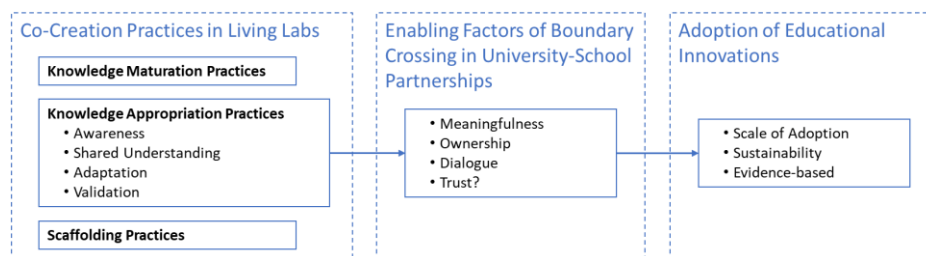 Co-Creation Practices in Living Labs
Knowledge Maturation Practices
Knowledge Appropriation Practices
• Awareness
• Shared Understanding
• Adaptation
• Validation
Scaffolding Practices
Enabling Factors of Boundary
Crossing in University-School
Partnerships
• Meaningfulness
• Ownership
• Dialogue
• Trust?
Adoption of Educational
Innovations
• Scale of Adoption
• Sustainability
• Evidence-based